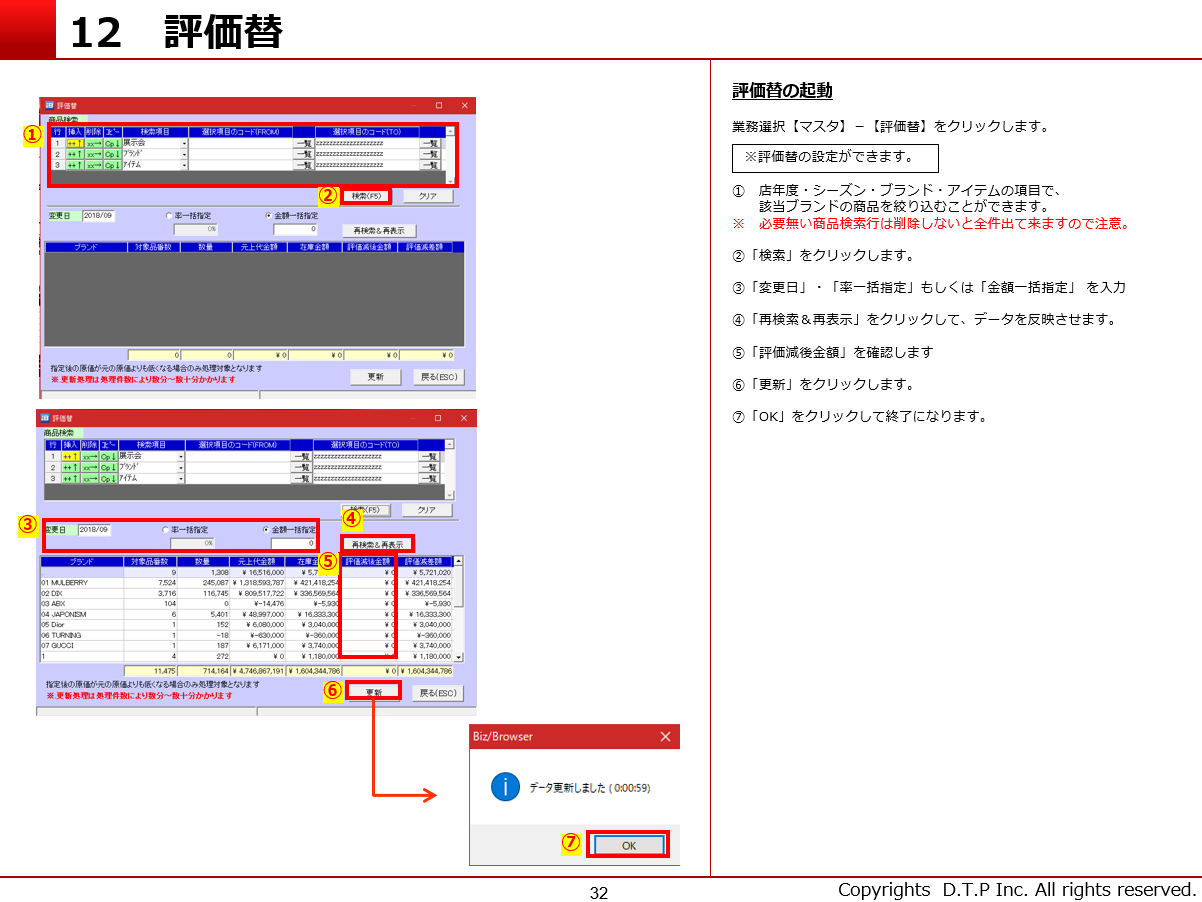 12 評価替
評価替
商品検索
行 挿入 削除 コピー 検索項目 選択項目のコード(FROM) 選択項目のコード(TO)
1 ++↑ xx→ Cp↓ 展示会 一覧 zzzzzzzzzzzzzzzzzzzz 一覧
2 ++↑ xx→ Cp↓ ブランド 一覧 zzzzzzzzzzzzzzzzzzzz 一覧
3 ++↑ xx→ Cp↓ アイテム 一覧 zzzzzzzzzzzzzzzzzzzz 一覧
①
② 検索(F5) クリア
変更日 2018/09 率一括指定 金額一括指定
0% 0 再検索&再表示
ブランド 対象品番数 数量 元上代金額 在庫金額 評価減後金額 評価減差額
0 0 ¥ 0 ¥ 0 ¥ 0 ¥ 0
指定後の原価が元の原価よりも低くなる場合のみ処理対象となります
※更新処理は処理件数により数分～数十分かかります
更新 戻る(ESC)
評価替
商品検索
行 挿入 削除 コピー 検索項目 選択項目のコード(FROM) 選択項目のコード(TO)
1 ++↑ xx→ Cp↓ 展示会 一覧 zzzzzzzzzzzzzzzzzzzz 一覧
2 ++↑ xx→ Cp↓ ブランド 一覧 zzzzzzzzzzzzzzzzzzzz 一覧
3 ++↑ xx→ Cp↓ アイテム 一覧 zzzzzzzzzzzzzzzzzzzz 一覧
(F5) クリア
③ 変更日 2018/09 率一括指定 金額一括指定 ④
0% 0 再検索&再表示
⑤
ブランド 対象品番数 数量 元上代金額 在庫金 評価減後金額 評価減差額
9 1,308 ¥ 16,516,000 ¥ 5,7 ¥ 0 ¥ 5,721,020
01 MULBERRY 7,524 245,087 ¥ 1,318,593,787 ¥ 421,418,254 ¥ 0 ¥ 421,418,254
02 DIX 3,716 116,745 ¥ 809,517,722 ¥ 336,569,564 ¥ 0 ¥ 336,569,564
03 ABX 104 0 ¥-14,476 ¥-5,930 ¥ 0 ¥-5,930
04 JAPONISM 6 5,401 ¥ 48,997,000 ¥ 16,333,300 ¥ 0 ¥ 16,333,300
05 Dior 1 152 ¥ 6,080,000 ¥ 3,040,000 ¥ 0 ¥ 3,040,000
06 TURNING 1 -18 ¥-630,000 ¥-360,000 ¥ 0 ¥-360,000
07 GUCCI 1 187 ¥ 6,171,000 ¥ 3,740,000 ¥ 0 ¥ 3,740,000
1 4 272 ¥ 0 ¥ 1,180,000 ¥ 0 ¥ 1,180,000
11,475 714,164 ¥ 4,746,867,191 ¥ 1,604,344,786 ¥ 0 ¥ 1,604,344,786
指定後の原価が元の原価よりも低くなる場合のみ処理対象となります
※更新処理は処理件数により数分～数十分かかります
⑥ 更新 戻る(ESC)
Biz/Browser
データ更新しました ( 0:00:59)
⑦ OK
評価替の起動
業務選択【マスタ】－【評価替】をクリックします。
※評価替の設定ができます。
① 店年度・シーズン・ブランド・アイテムの項目で、
該当ブランドの商品を絞り込むことができます。
※ 必要無い商品検索行は削除しないと全件出て来ますので注意。
②「検索」をクリックします。
③「変更日」・「率一括指定」もしくは「金額一括指定」 を入力
④「再検索＆再表示」をクリックして、データを反映させます。
⑤「評価減後金額」を確認します
⑥「更新」をクリックします。
⑦「OK」をクリックして終了になります。
32
Copyrights D.T.P Inc. All rights reserved.